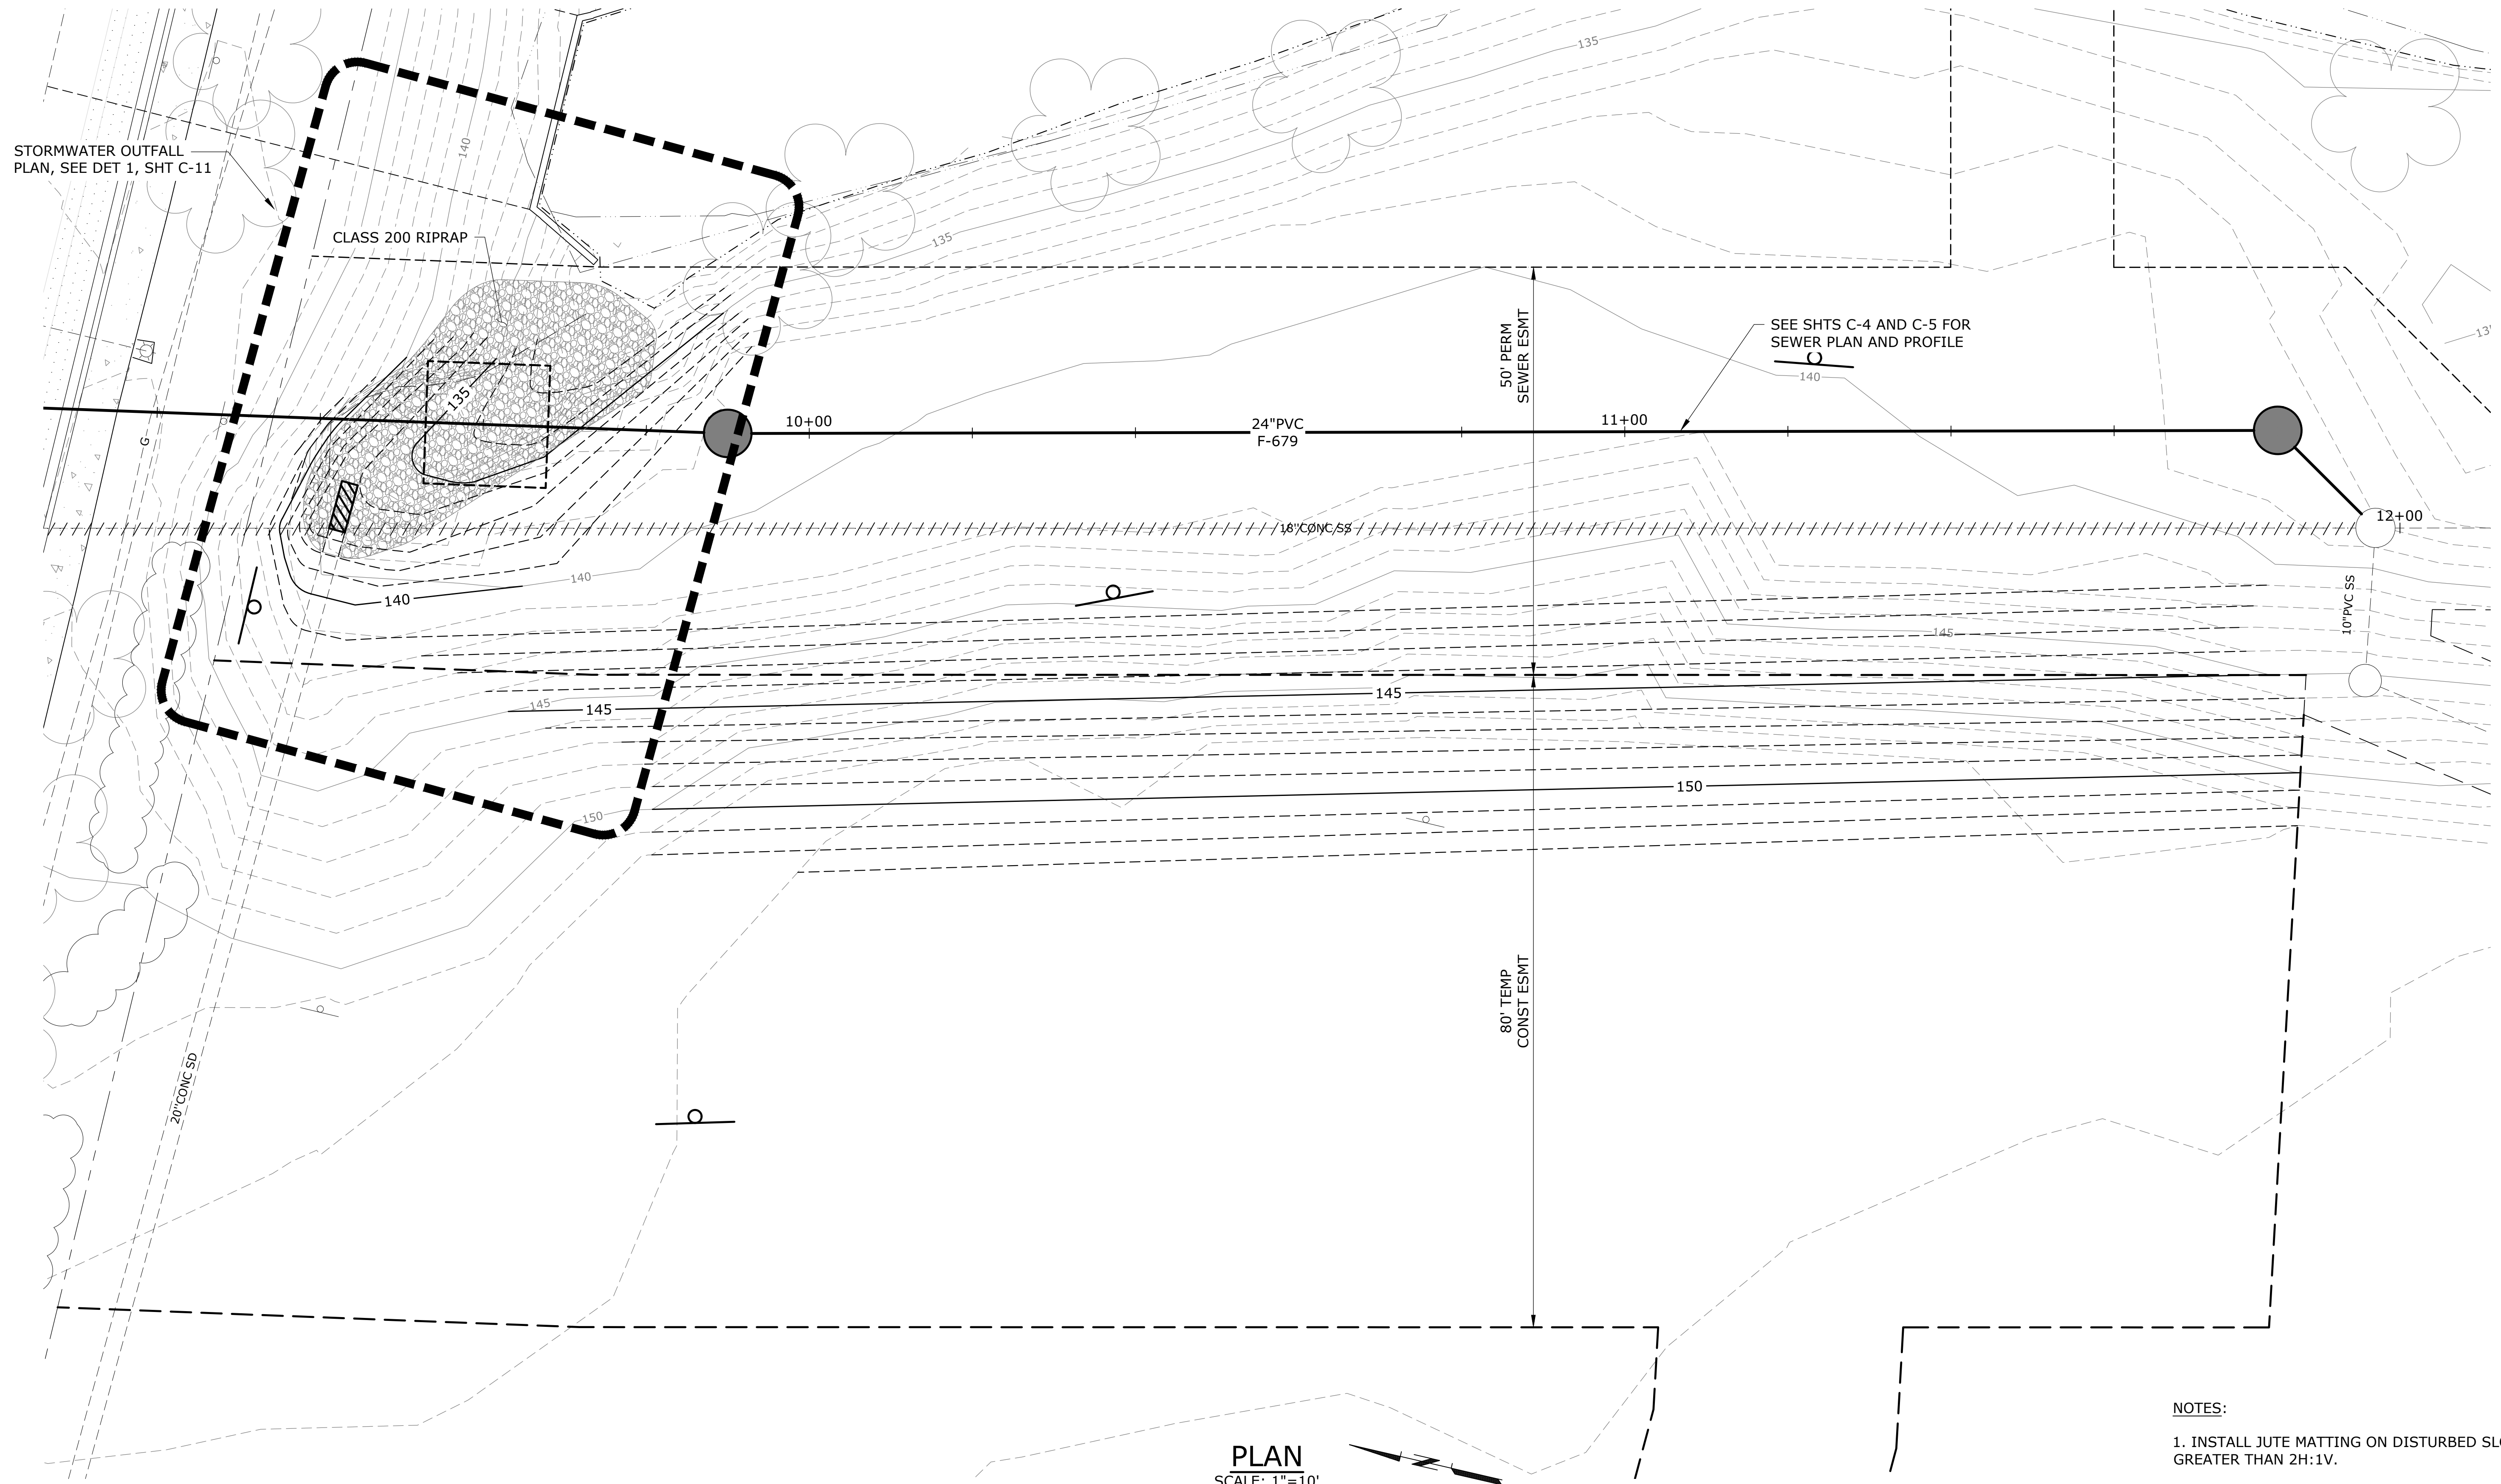 135
140
STORMWATER OUTFALL
PLAN, SEE DET 1, SHT C-11
CLASS 200 RIPRAP
135
50' PERM
SEWER ESMT
SEE SHTS C-4 AND C-5 FOR
SEWER PLAN AND PROFILE
140
135
G
10+00
24"PVC
F-679
11+00
12+00
18"CONC SS
140
140
10"PVC SS
145
145
145
145
150
150
80' TEMP
CONST ESMT
20"CONC SD
NOTES:
1. INSTALL JUTE MATTING ON DISTURBED
GREATER THAN 2H:1V.
PLAN
SCALE: 1"=10'